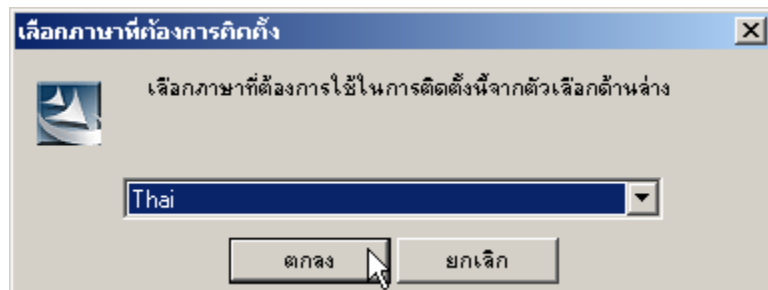 เลือกภาษาที่ต้องการติดตั้ง
เลือกภาษาที่ต้องการใช้ในการติดตั้งนี้จากตัวเลือกด้านล่าง
Thai
ตกลง
ยกเลิก